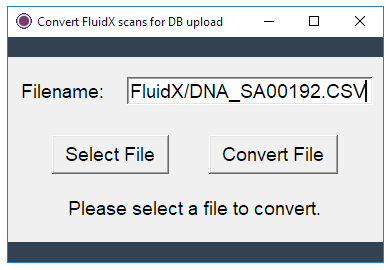 Convert FluidX scans for DB upload
Filename: FluidX/DNA_SA00192.CSV
Select File Convert File
Please select a file to convert.